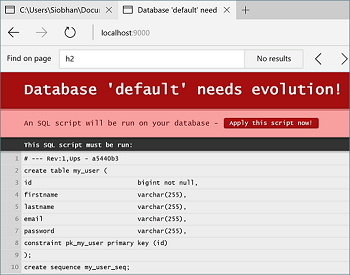 C:\Users\Siobhan\Docur
Database 'default' need
localhost:9000
Find on page
h2
No results
Database 'default' needs evolution!
An SQL script will be run on your database -
Apply this script now!
This SQL script must be run:
1 # --- Rev:1,Ups - a5440b3
2 create table my_user (
3 id bigint not null,
4 firstname varchar(255),
5 lastname varchar(255),
6 email varchar(255),
7 password varchar(255),
8 constraint pk_my_user primary key (id)
9 );
10 create sequence my_user_seq;